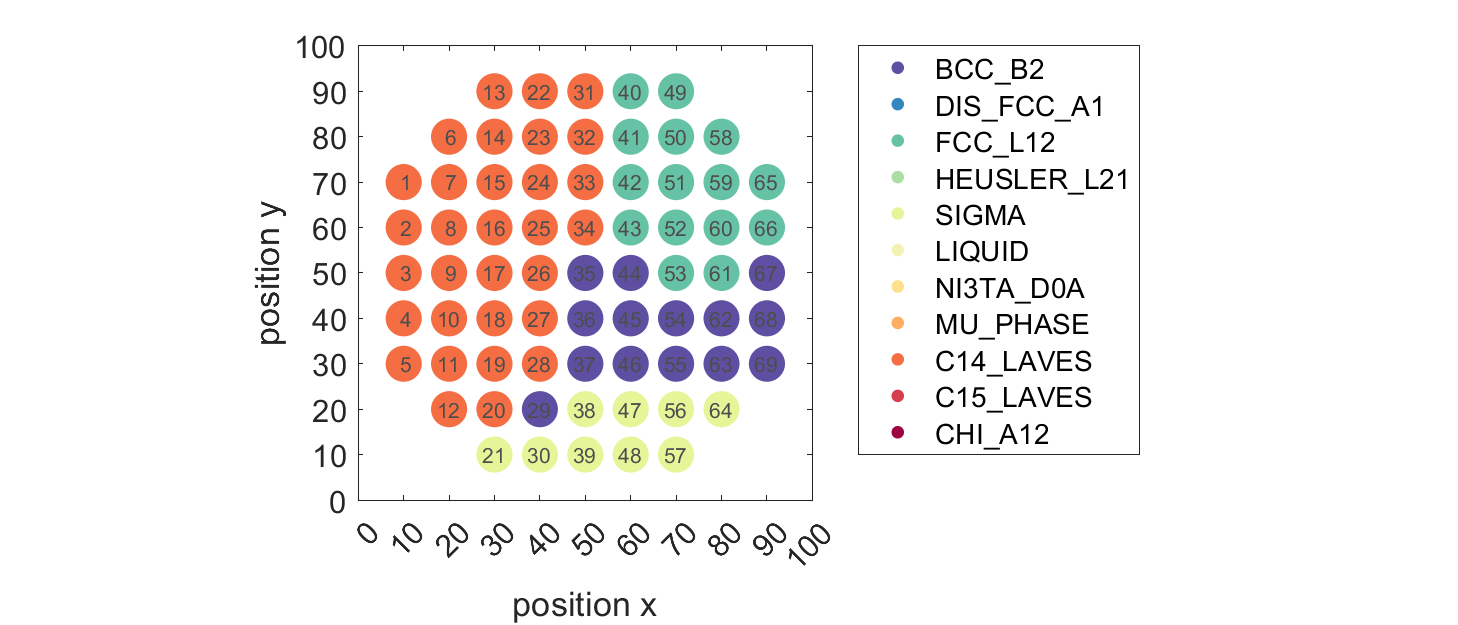 100
90 13 22 31 40 49
80 6 14 23 32 41 50 58
70 1 7 15 24 33 42 51 59 65
60 2 8 16 25 34 43 52 60 66
50 3 9 17 26 35 44 53 61 67
40 4 10 18 27 36 45 54 62 68
30 5 11 19 28 37 46 55 63 69
20 12 20 29 38 47 56 64
10 21 30 39 48 57
0
position y
0 10 20 30 40 50 60 70 80 90 100
position x
BCC_B2
DIS_FCC_A1
FCC_L12
HEUSLER_L21
SIGMA
LIQUID
NI3TA_D0A
MU_PHASE
C14_LAVES
C15_LAVES
CHI_A12